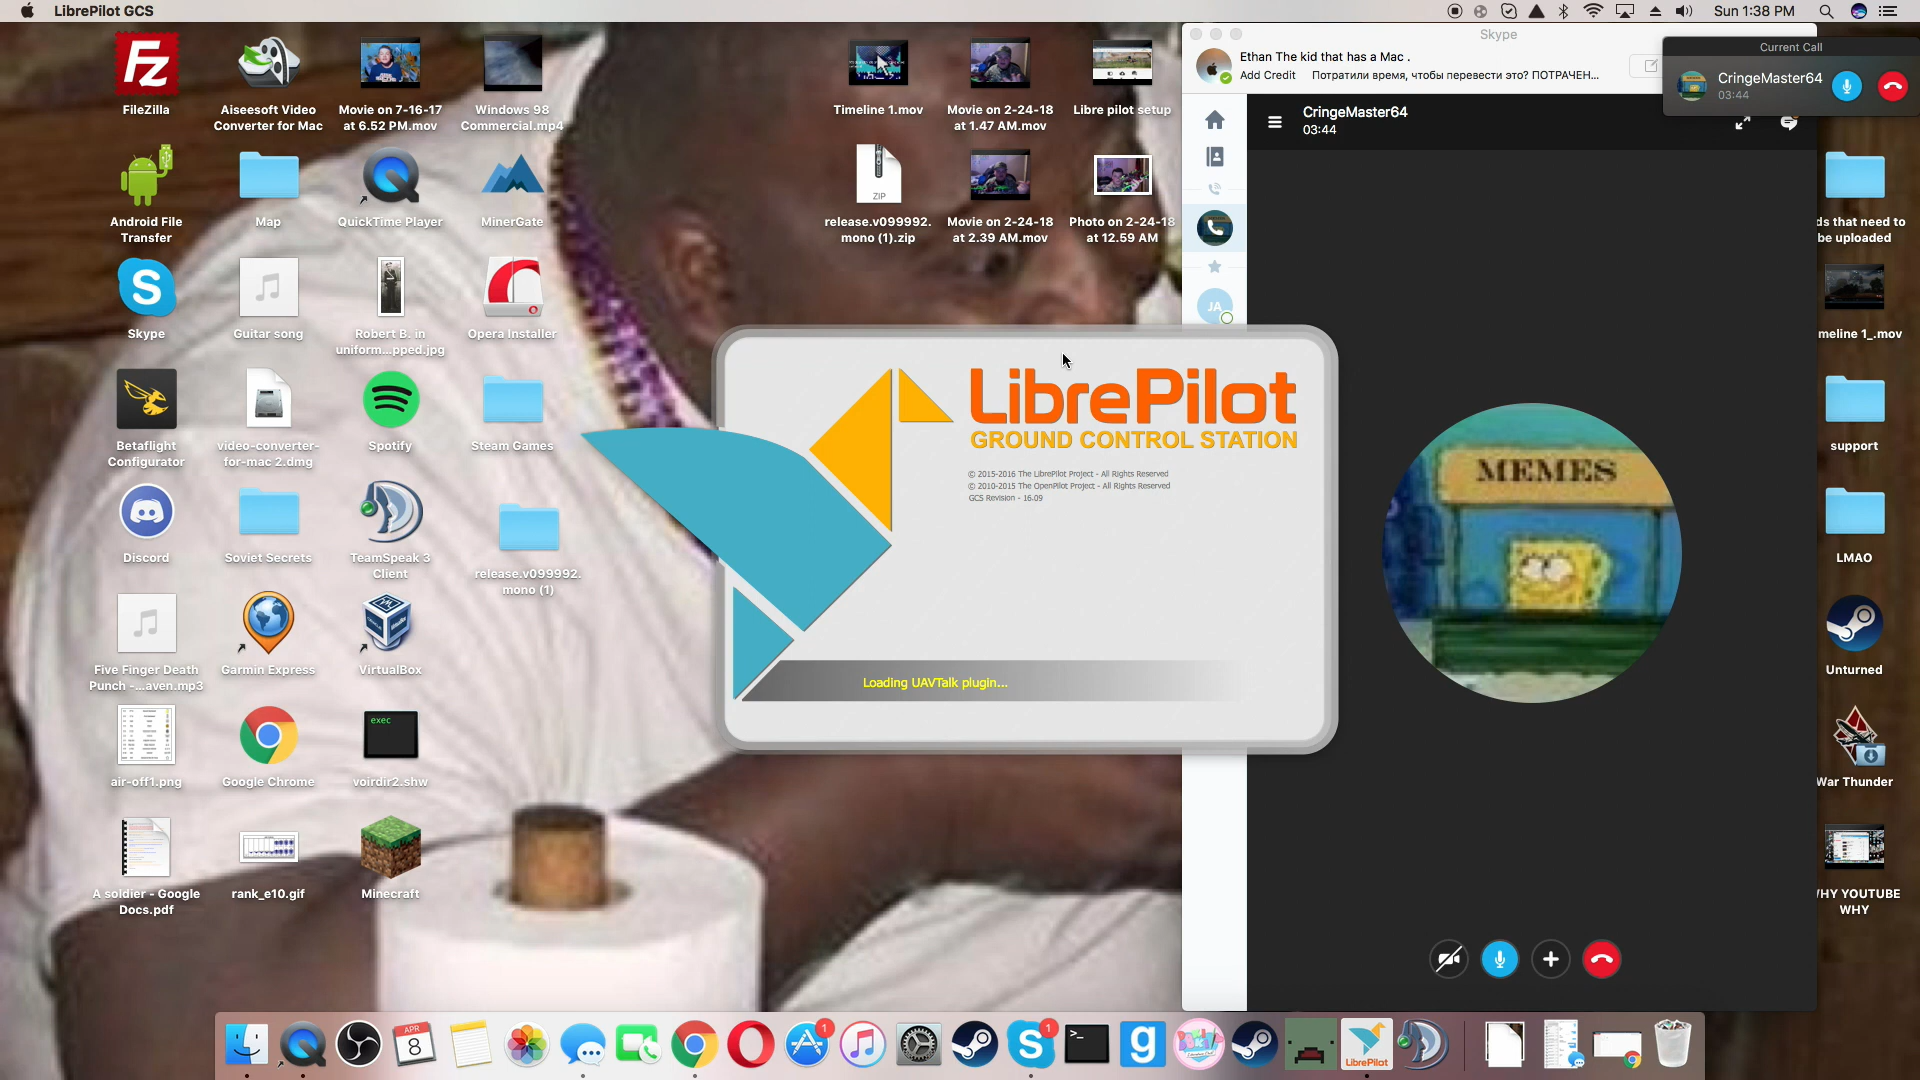 LibrePilot GCS
Sun 1:38 PM
FileZilla
Aiseesoft Video
Converter for Mac
Movie on 7-16-17
at 6.52 PM.mov
Windows 98
Commercial.mp4
Timeline 1.mov
Movie on 2-24-18
at 1.47 AM.mov
Libre pilot setup
Android File
Transfer
Map
QuickTime Player
MinerGate
ZIP
release.v099992.
mono (1).zip
Movie on 2-24-18
at 2.39 AM.mov
Photo on 2-24-18
at 12.59 AM
Skype
Guitar song
Robert B. in
uniform...pped.jpg
Opera Installer
Betaflight
Configurator
video-converter-
for-mac 2.dmg
Spotify
Steam Games
Discord
Soviet Secrets
TeamSpeak 3
Client
release.v099992.
mono (1)
Five Finger Death
Punch -...aven.mp3
Garmin Express
VirtualBox
air-off1.png
Google Chrome
exec
voirdir2.shw
A soldier - Google
Docs.pdf
rank_e10.gif
Minecraft
Skype
Ethan The kid that has a Mac .
Add Credit
Потратили время, чтобы перевести это? ПОТРАЧЕН...
Current Call
CringeMaster64
03:44
CringeMaster64
03:44
JA
MEMES
LibrePilot
GROUND CONTROL STATION
© 2015-2016 The LibrePilot Project - All Rights Reserved
© 2010-2015 The OpenPilot Project - All Rights Reserved
GCS Revision - 16.09
Loading UAVTalk plugin...
ds that need to
be uploaded
meline 1_.mov
support
LMAO
Unturned
War Thunder
WHY YOUTUBE
WHY
APR
8
1
1
LibrePilot